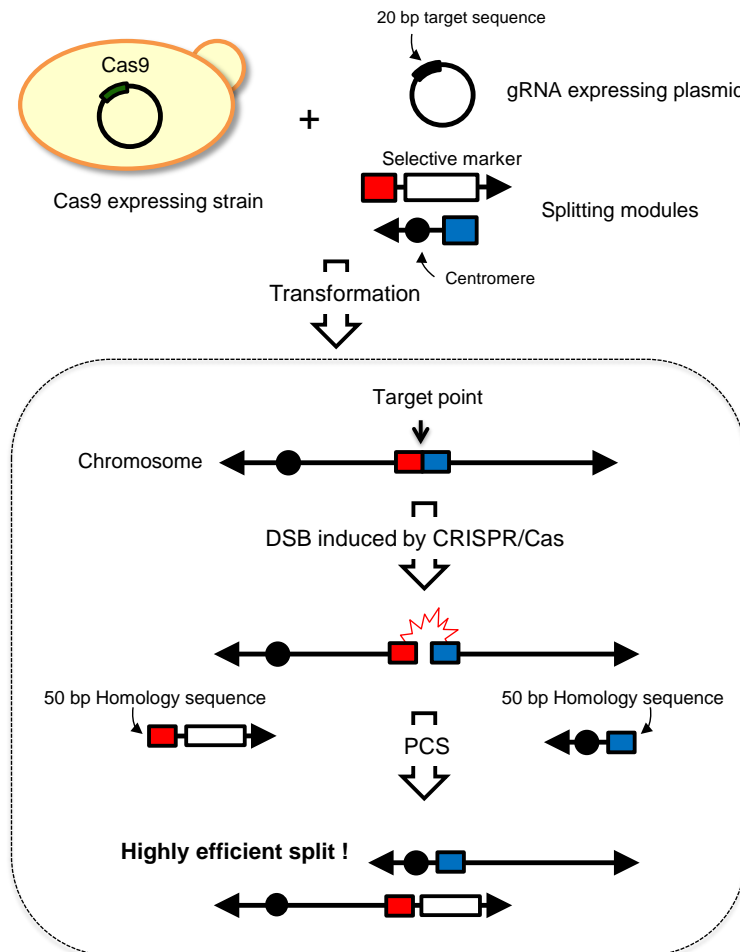 20 bp target sequence
Cas9
gRNA expressing plasmid
+
Selective marker
Cas9 expressing strain
Splitting modules
Centromere
Transformation
Target point
Chromosome
DSB induced by CRISPR/Cas
50 bp Homology sequence
50 bp Homology sequence
PCS
Highly efficient split !